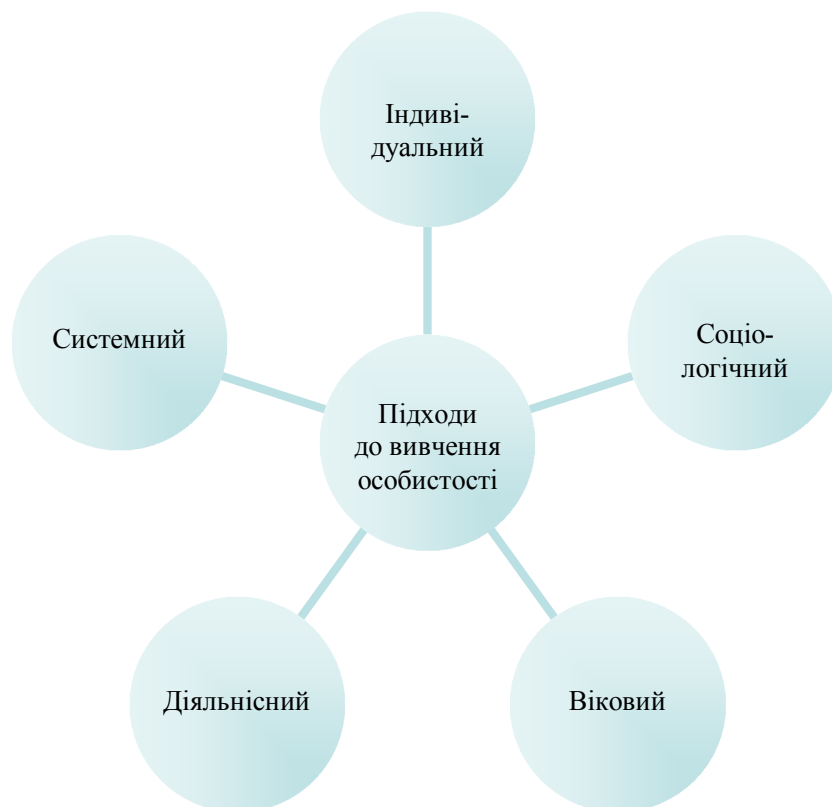 Індиві-
дуальний
Системний
Соціо-
логічний
Підходи
до вивчення
особистості
Діяльнісний
Віковий